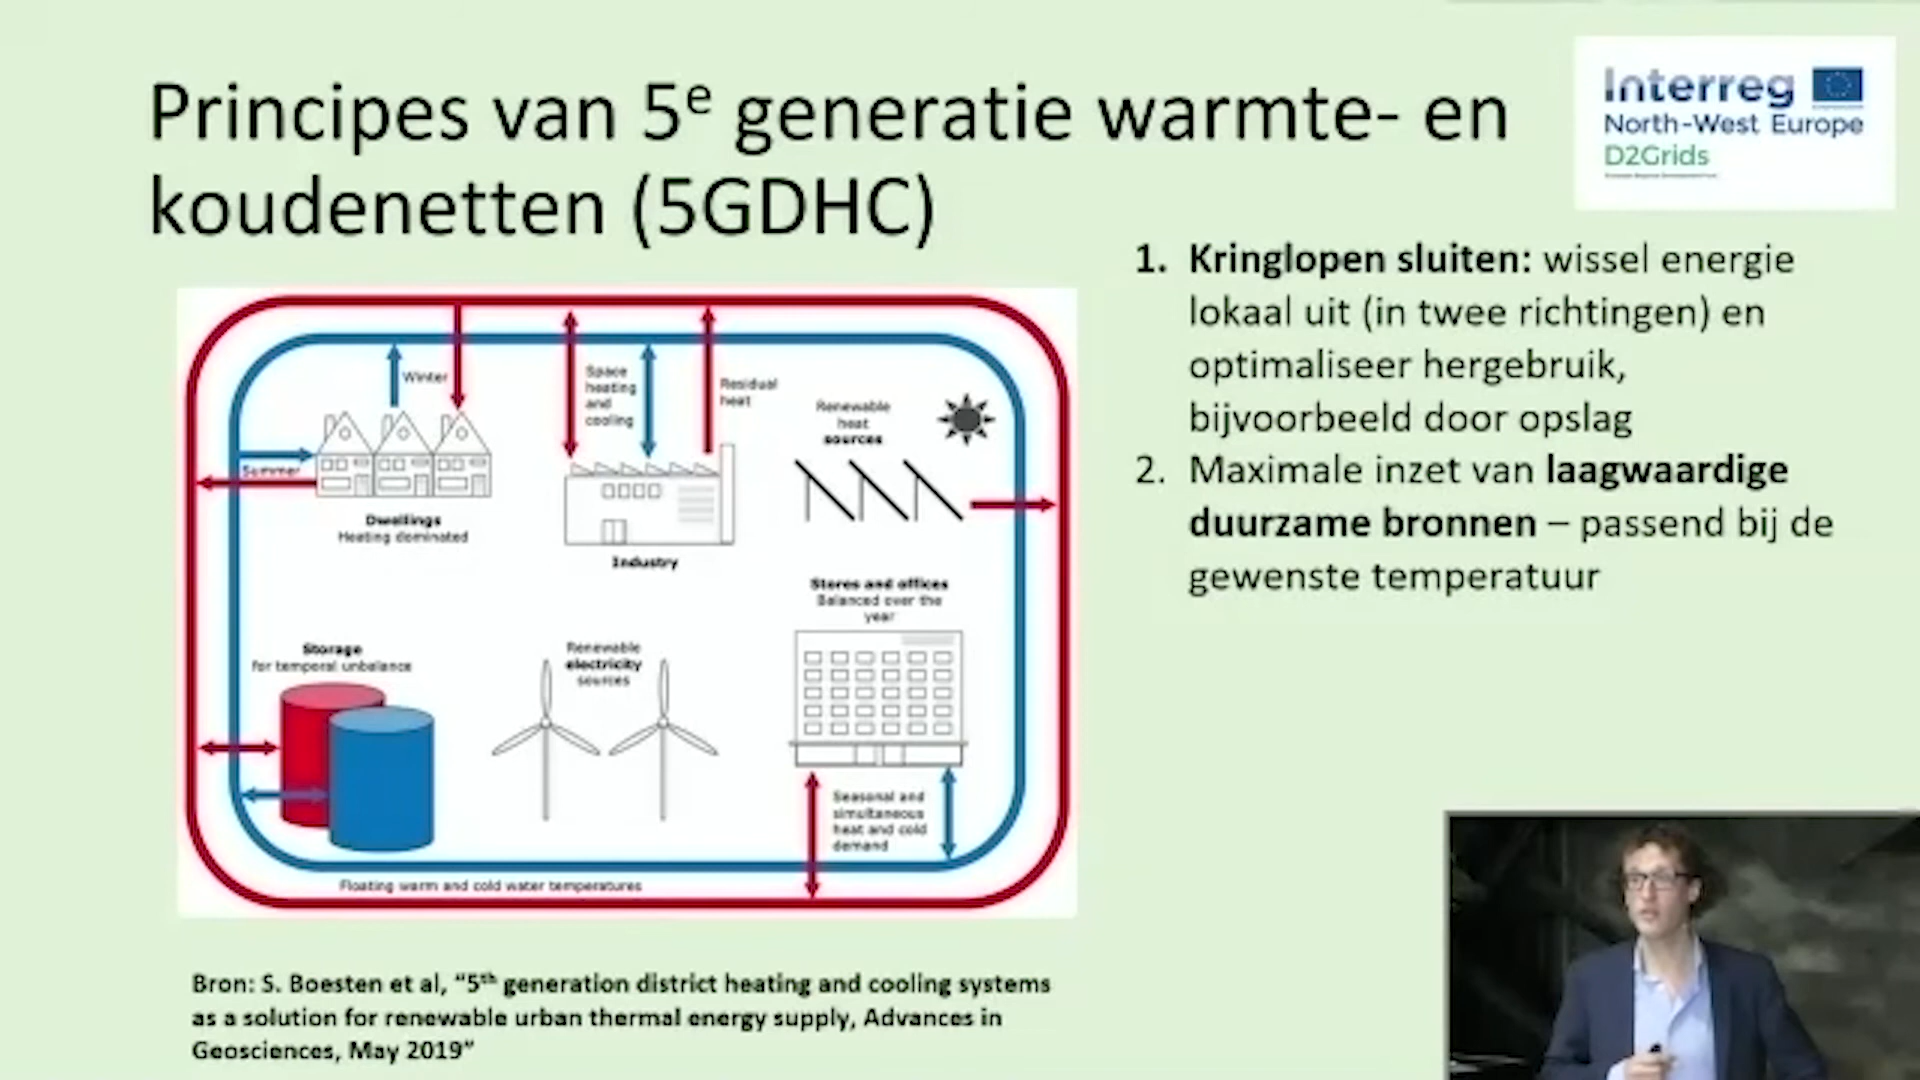 Principes van 5e generatie warmte- en
koudenetten (5GDHC)
Interreg
North-West Europe
D2Grids
1. Kringlopen sluiten: wissel energie
lokaal uit (in twee richtingen) en
optimaliseer hergebruik,
bijvoorbeeld door opslag
2. Maximale inzet van laagwaardige
duurzame bronnen – passend bij de
gewenste temperatuur
Winter
Summer
Dwellings
Heating dominated
Space
heating
and
cooling
Residual
heat
Industry
Renewable
heat
sources
Stores and offices
Balanced over the
year
Storage
for temporal unbalance
Renewable
electricity
sources
Seasonal and
simultaneous
heat and cold
demand
Floating warm and cold water temperatures
Bron: S. Boesten et al, “5th generation district heating and cooling systems
as a solution for renewable urban thermal energy supply, Advances in
Geosciences, May 2019”